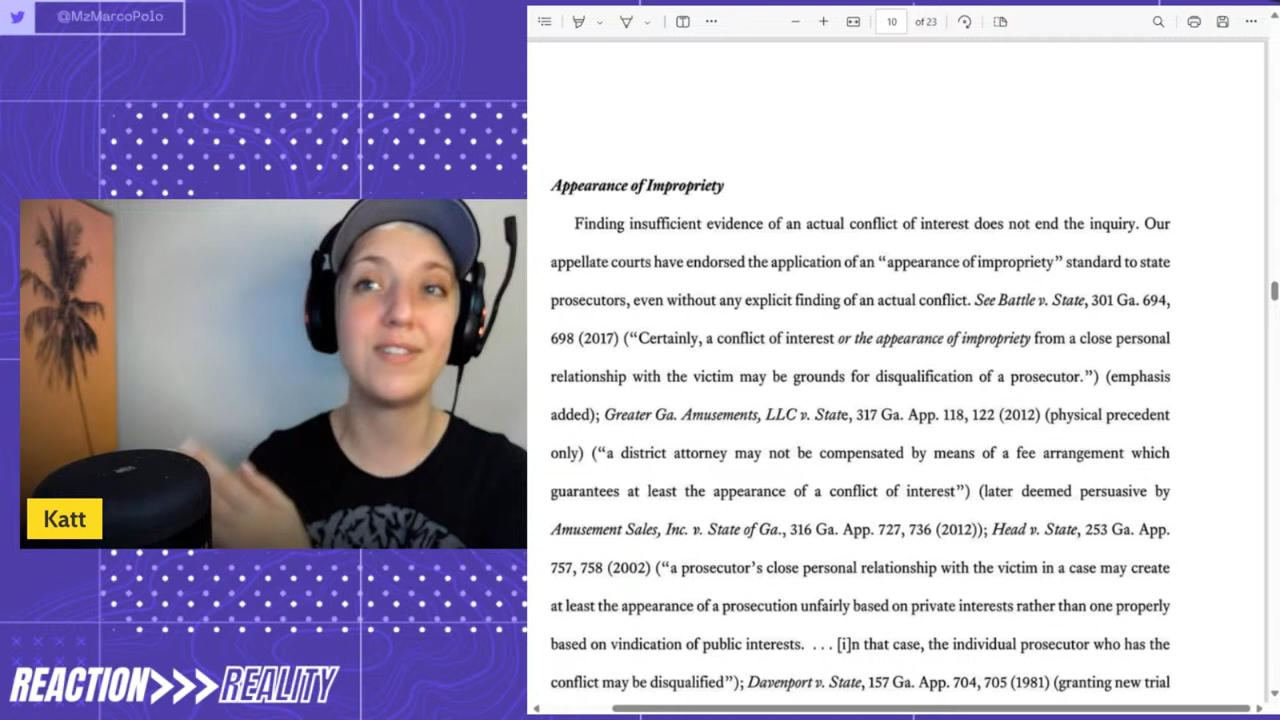 @MzMarcoPolo
10 of 23
Appearance of Impropriety
Finding insufficient evidence of an actual conflict of interest does not end the inquiry. Our
appellate courts have endorsed the application of an “appearance of impropriety” standard to state
prosecutors, even without any explicit finding of an actual conflict. See Battle v. State, 301 Ga. 694,
698 (2017) (“Certainly, a conflict of interest or the appearance of impropriety from a close personal
relationship with the victim may be grounds for disqualification of a prosecutor.”) (emphasis
added); Greater Ga. Amusements, LLC v. State, 317 Ga. App. 118, 122 (2012) (physical precedent
only) (“a district attorney may not be compensated by means of a fee arrangement which
guarantees at least the appearance of a conflict of interest”) (later deemed persuasive by
Amusement Sales, Inc. v. State of Ga., 316 Ga. App. 727, 736 (2012)); Head v. State, 253 Ga. App.
757, 758 (2002) (“a prosecutor’s close personal relationship with the victim in a case may create
at least the appearance of a prosecution unfairly based on private interests rather than one properly
based on vindication of public interests. . . . [i]n that case, the individual prosecutor who has the
conflict may be disqualified”); Davenport v. State, 157 Ga. App. 704, 705 (1981) (granting new trial
Katt
REACTION>>>REALITY